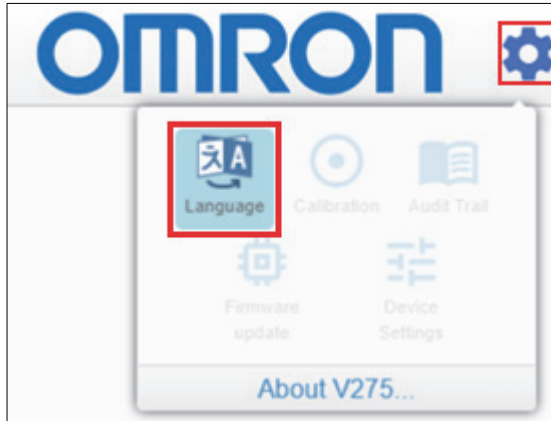 OMRON
Language Calibration Audit Trail
Firmware update
Device Settings
About V275...